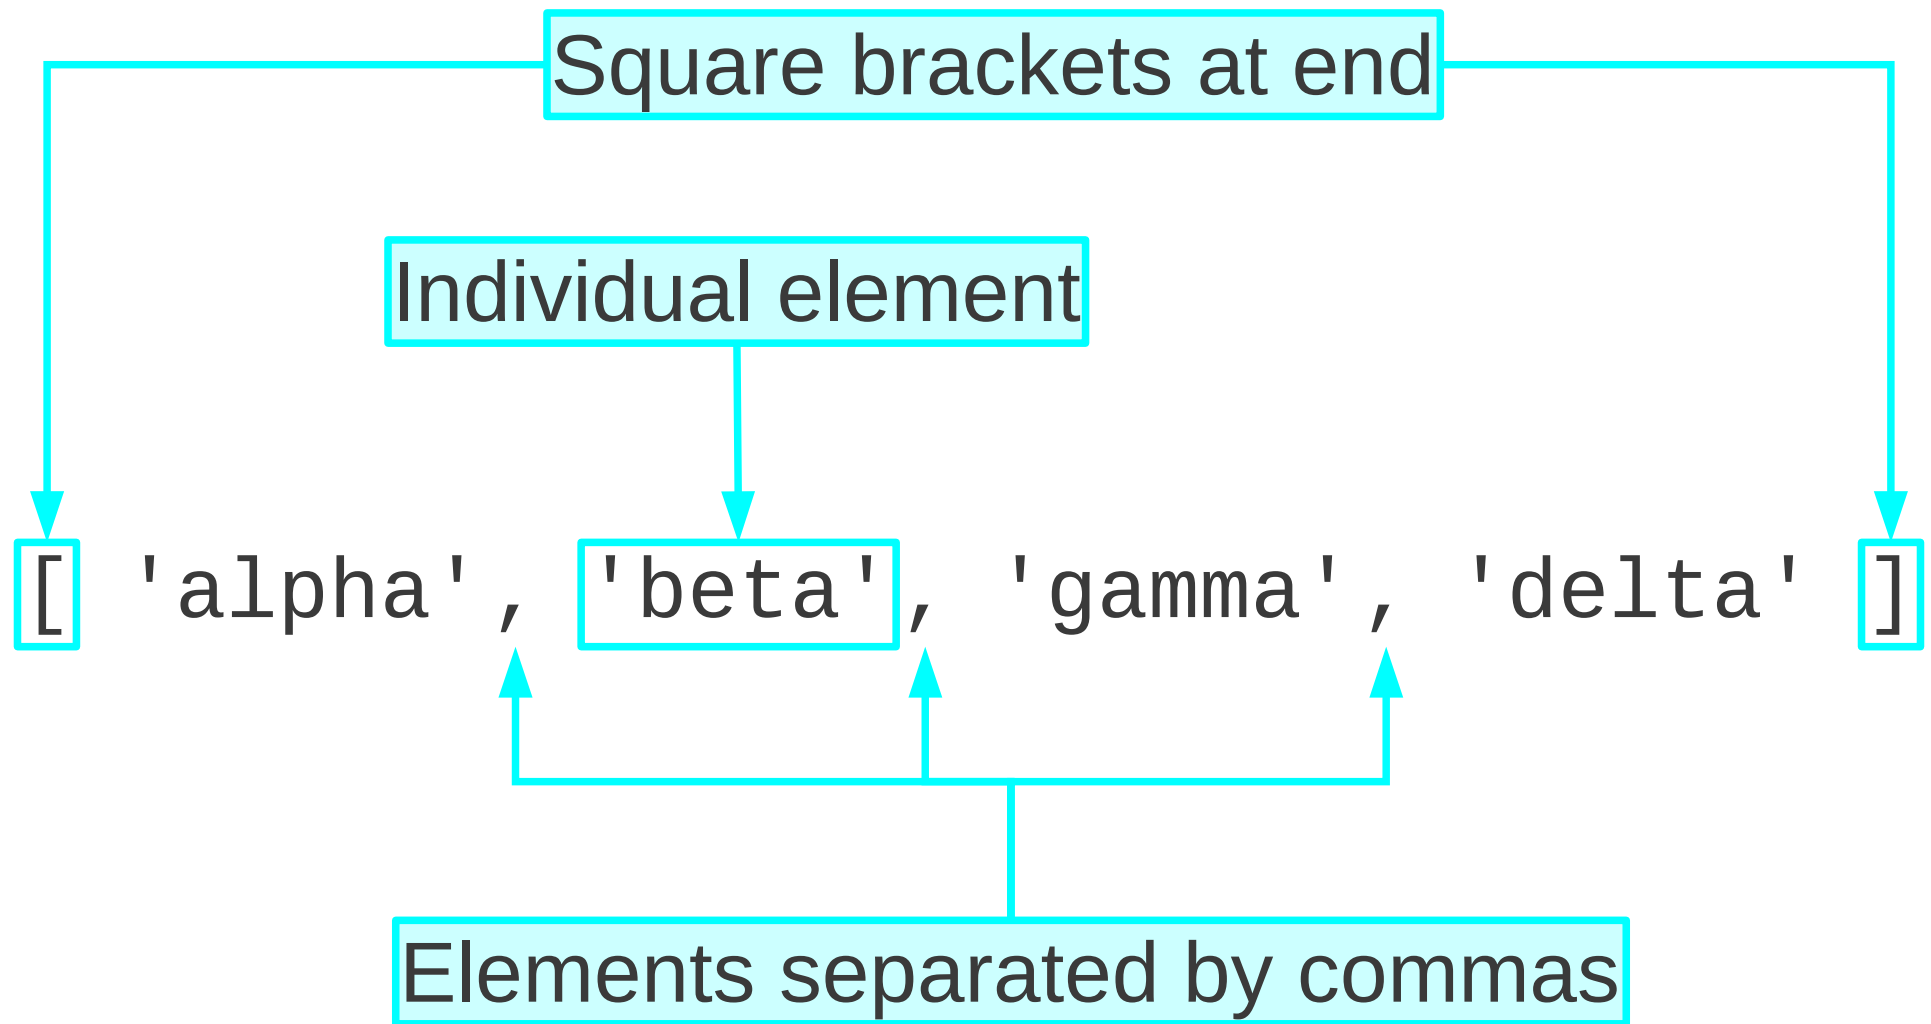 Square brackets at end
Individual element
[ 'alpha', 'beta', 'gamma', 'delta' ]
Elements separated by commas